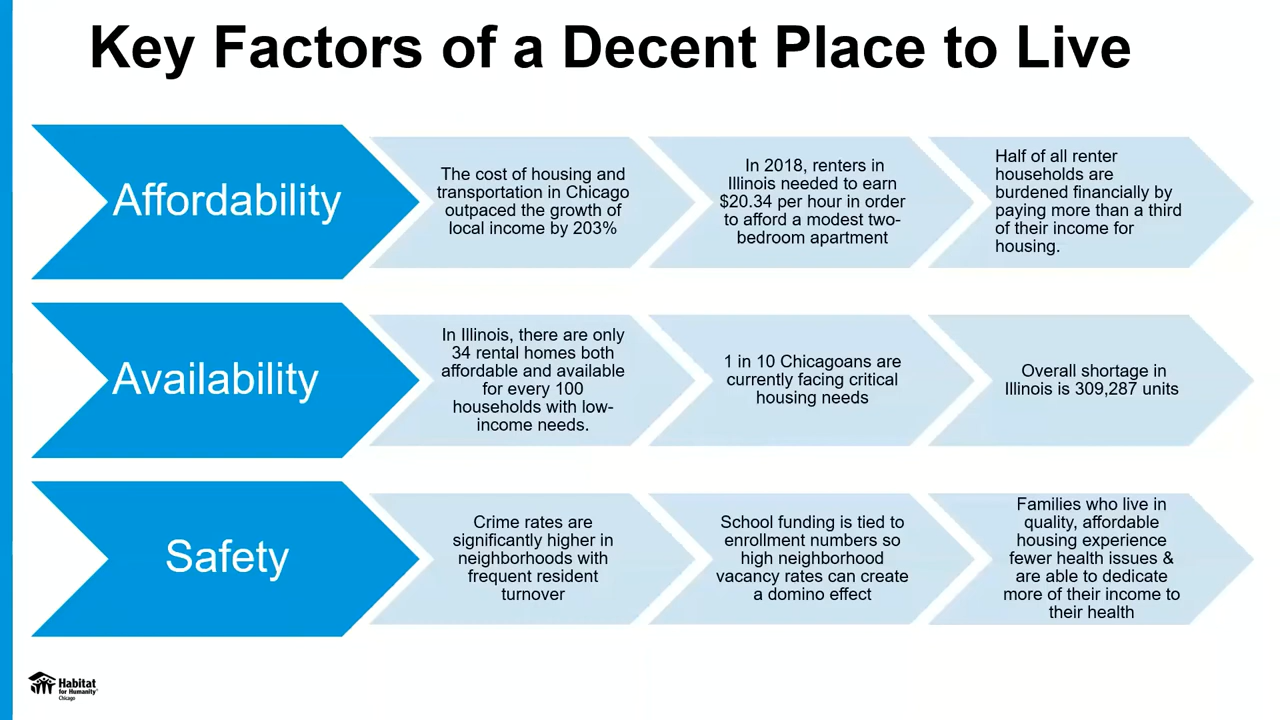 Key Factors of a Decent Place to Live
Affordability
The cost of housing and
transportation in Chicago
outpaced the growth of
local income by 203%
In 2018, renters in
Illinois needed to earn
$20.34 per hour in order
to afford a modest two-
bedroom apartment
Half of all renter
households are
burdened financially by
paying more than a third
of their income for
housing.
Availability
In Illinois, there are only
34 rental homes both
affordable and available
for every 100
households with low-
income needs.
1 in 10 Chicagoans are
currently facing critical
housing needs
Overall shortage in
Illinois is 309,287 units
Safety
Crime rates are
significantly higher in
neighborhoods with
frequent resident
turnover
School funding is tied to
enrollment numbers so
high neighborhood
vacancy rates can create
a domino effect
Families who live in
quality, affordable
housing experience
fewer health issues &
are able to dedicate
more of their income to
their health
Habitat
for Humanity®
Chicago